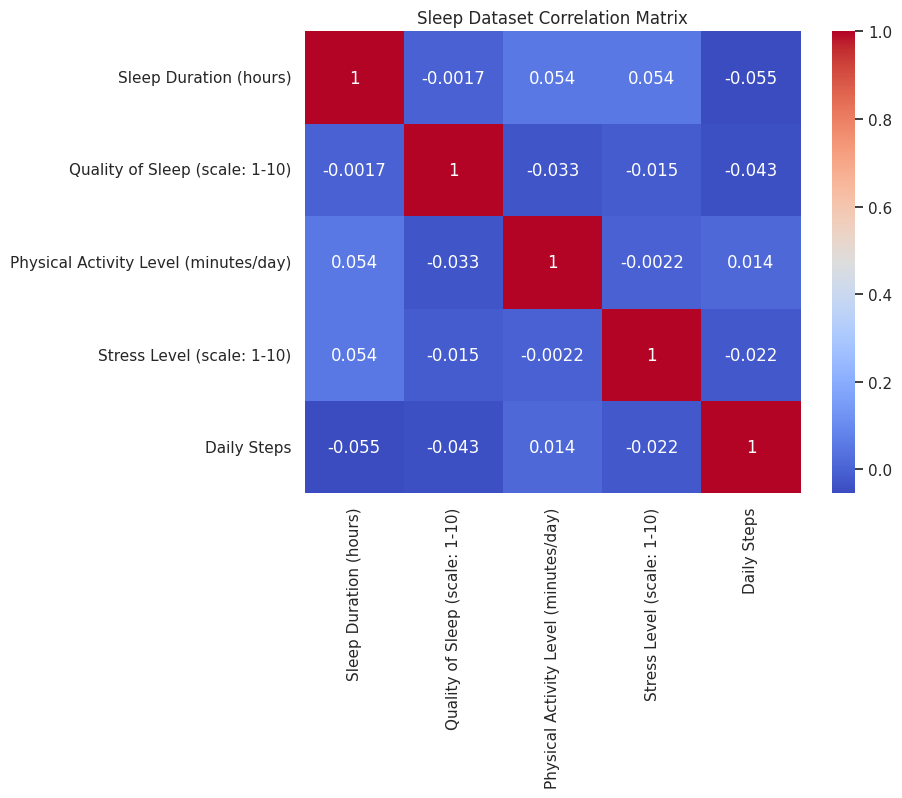 Sleep Dataset Correlation Matrix
Sleep Duration (hours) 1 -0.0017 0.054 0.054 -0.055
Quality of Sleep (scale: 1-10) -0.0017 1 -0.033 -0.015 -0.043
Physical Activity Level (minutes/day) 0.054 -0.033 1 -0.0022 0.014
Stress Level (scale: 1-10) 0.054 -0.015 -0.0022 1 -0.022
Daily Steps -0.055 -0.043 0.014 -0.022 1
Sleep Duration (hours)
Quality of Sleep (scale: 1-10)
Physical Activity Level (minutes/day)
Stress Level (scale: 1-10)
Daily Steps
1.0
0.8
0.6
0.4
0.2
0.0